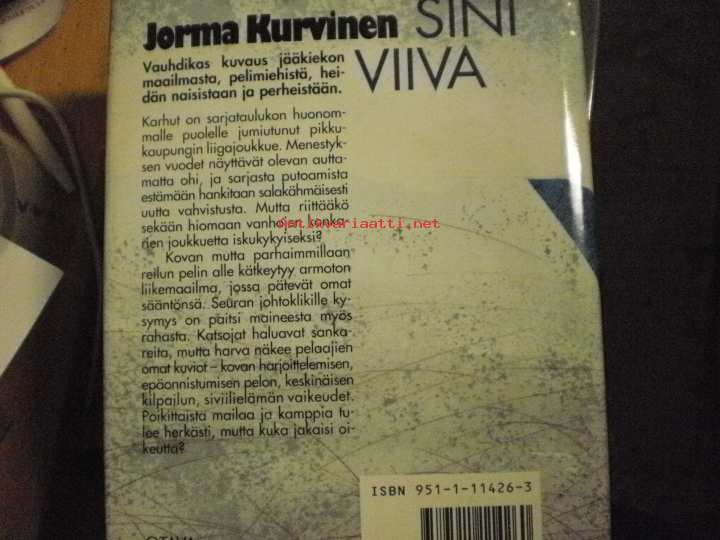 Jorma Kurvinen SINI
VIIVA
Vauhdikas kuvaus jääkiekon
maailmasta, pelimiehistä, hei-
dän naisistaan ja perheistään.
Karhut on sarjataulukon huonom-
malle puolelle jumiutunut pikku-
kaupungin liigajoukkue. Menestyk-
sen vuodet näyttävät olevan autta-
matta ohi, ja sarjasta putoamista
estämään hankitaan salakähmäisesti
uutta vahvistusta. Mutta riittääkö
sekään hiomaan vanhojen konka-
rien joukkuetta iskukykyiseksi?
Kovan mutta parhaimmillaan
reilun pelin alle kätkeytyy armoton
liikemaailma, jossa pätevät omat
sääntönsä. Seuran johtoklikille ky-
symys on paitsi maineesta myös
rahasta. Katsojat haluavat sanka-
reita, mutta harva näkee pelaajien
omat kuviot – kovan harjoittelemisen,
epäonnistumisen pelon, keskinäisen
kilpailun, siviilielämän vaikeudet.
Poikittaista mailaa ja kamppia tu-
lee herkästi, mutta kuka jakaisi oi-
keutta?
antikvariaatti.net
ISBN 951-1-11426-3
OTAVA